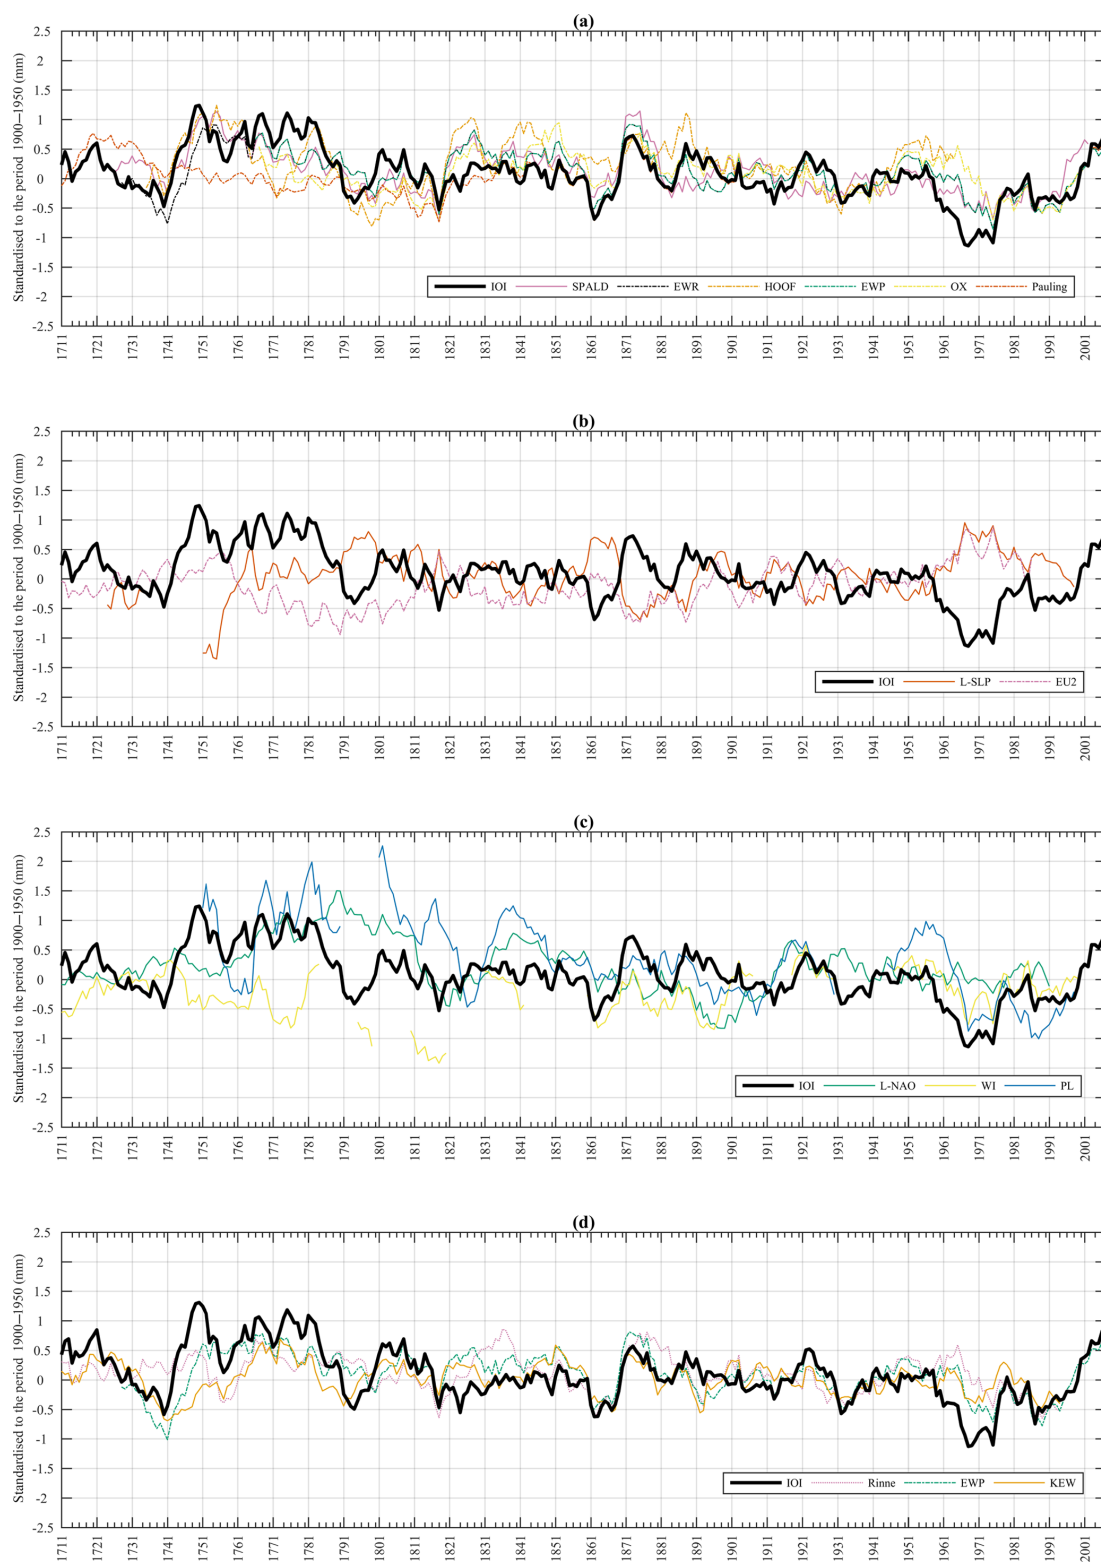 (a)
Standardised to the period 1900–1950 (mm)
2.5
2
1.5
1
0.5
0
-0.5
-1
-1.5
-2
-2.5
IOI SPALD EWR HOOF EWP OX Pauling
1711 1721 1731 1741 1751 1761 1771 1781 1791 1801 1811 1821 1831 1841 1851 1861 1871 1881 1891 1901 1911 1921 1931 1941 1951 1961 1971 1981 1991 2001
(b)
Standardised to the period 1900–1950 (mm)
2.5
2
1.5
1
0.5
0
-0.5
-1
-1.5
-2
-2.5
IOI L-SLP EU2
1711 1721 1731 1741 1751 1761 1771 1781 1791 1801 1811 1821 1831 1841 1851 1861 1871 1881 1891 1901 1911 1921 1931 1941 1951 1961 1971 1981 1991 2001
(c)
Standardised to the period 1900–1950 (mm)
2.5
2
1.5
1
0.5
0
-0.5
-1
-1.5
-2
-2.5
IOI L-NAO WI PL
1711 1721 1731 1741 1751 1761 1771 1781 1791 1801 1811 1821 1831 1841 1851 1861 1871 1881 1891 1901 1911 1921 1931 1941 1951 1961 1971 1981 1991 2001
(d)
Standardised to the period 1900–1950 (mm)
2.5
2
1.5
1
0.5
0
-0.5
-1
-1.5
-2
-2.5
IOI Rinne EWP KEW
1711 1721 1731 1741 1751 1761 1771 1781 1791 1801 1811 1821 1831 1841 1851 1861 1871 1881 1891 1901 1911 1921 1931 1941 1951 1961 1971 1981 1991 2001